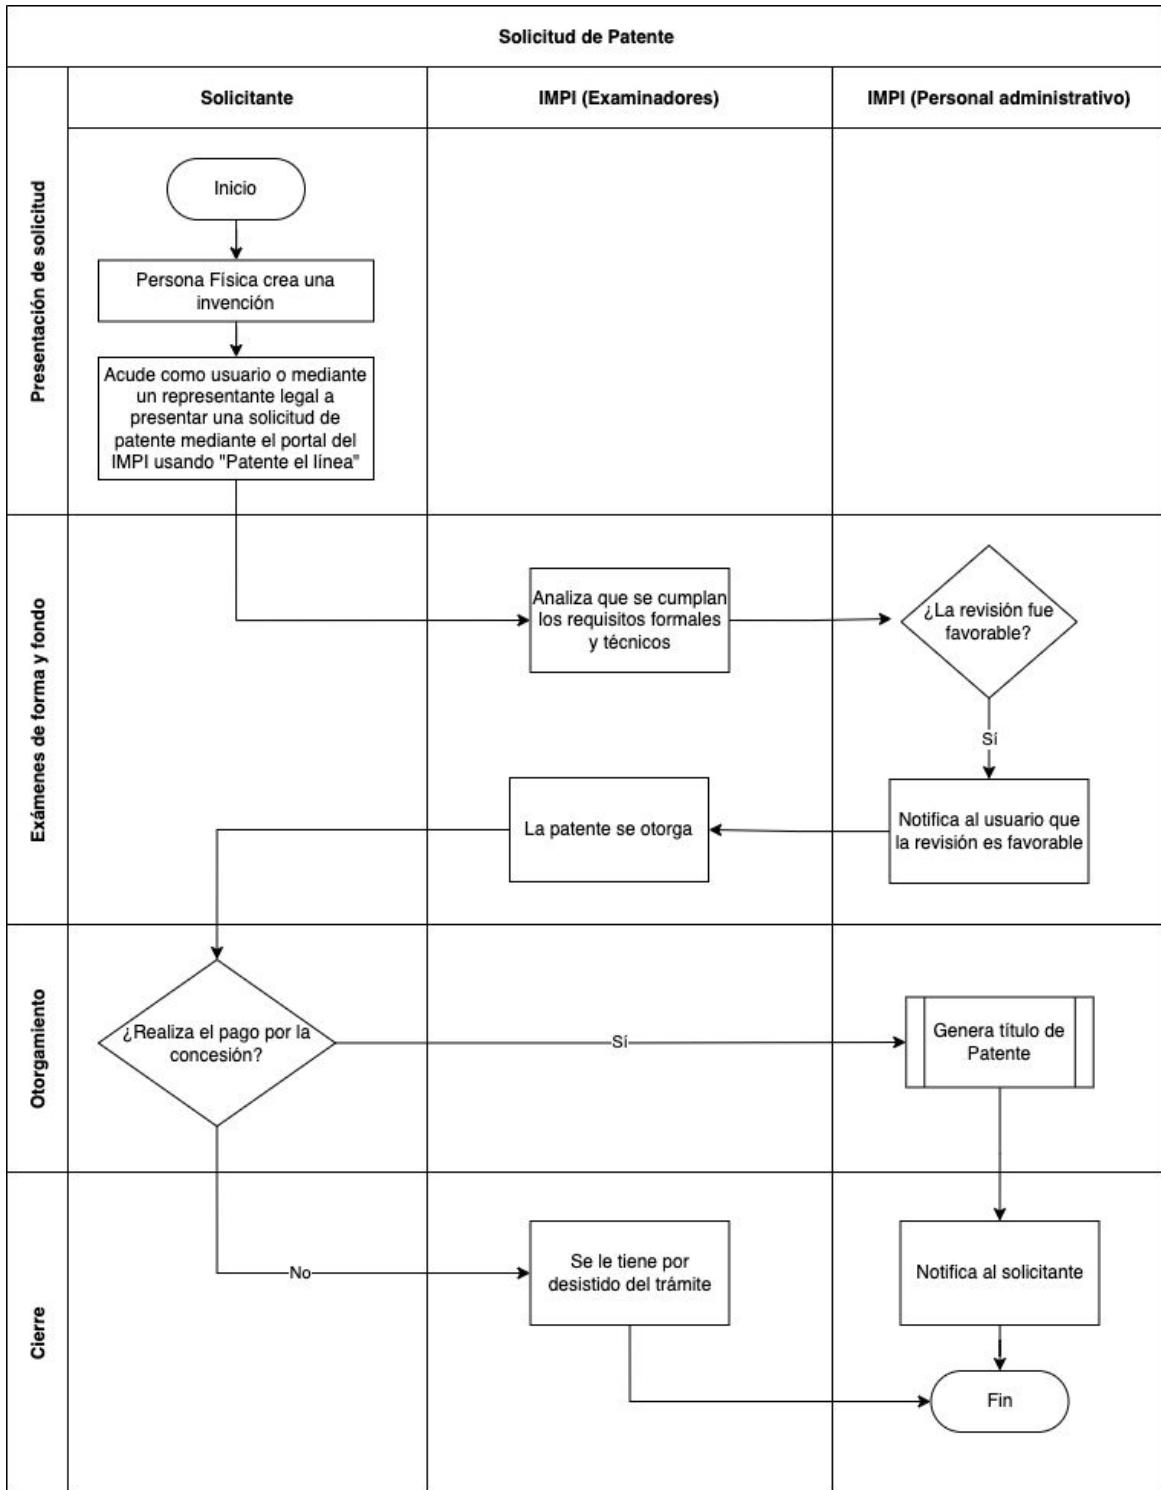 Solicitud de Patente
Solicitante
IMPI (Examinadores)
IMPI (Personal administrativo)
Presentación de solicitud
Inicio
Persona Física crea una
invención
Acude como usuario o mediante
un representante legal a
presentar una solicitud de
patente mediante el portal del
IMPI usando "Patente el línea"
Exámenes de forma y fondo
Analiza que se cumplan
los requisitos formales
y técnicos
¿La revisión fue
favorable?
Sí
Notifica al usuario que
la revisión es favorable
La patente se otorga
Otorgamiento
¿Realiza el pago por la
concesión?
Sí
Genera título de
Patente
Cierre
No
Se le tiene por
desistido del trámite
Notifica al solicitante
Fin